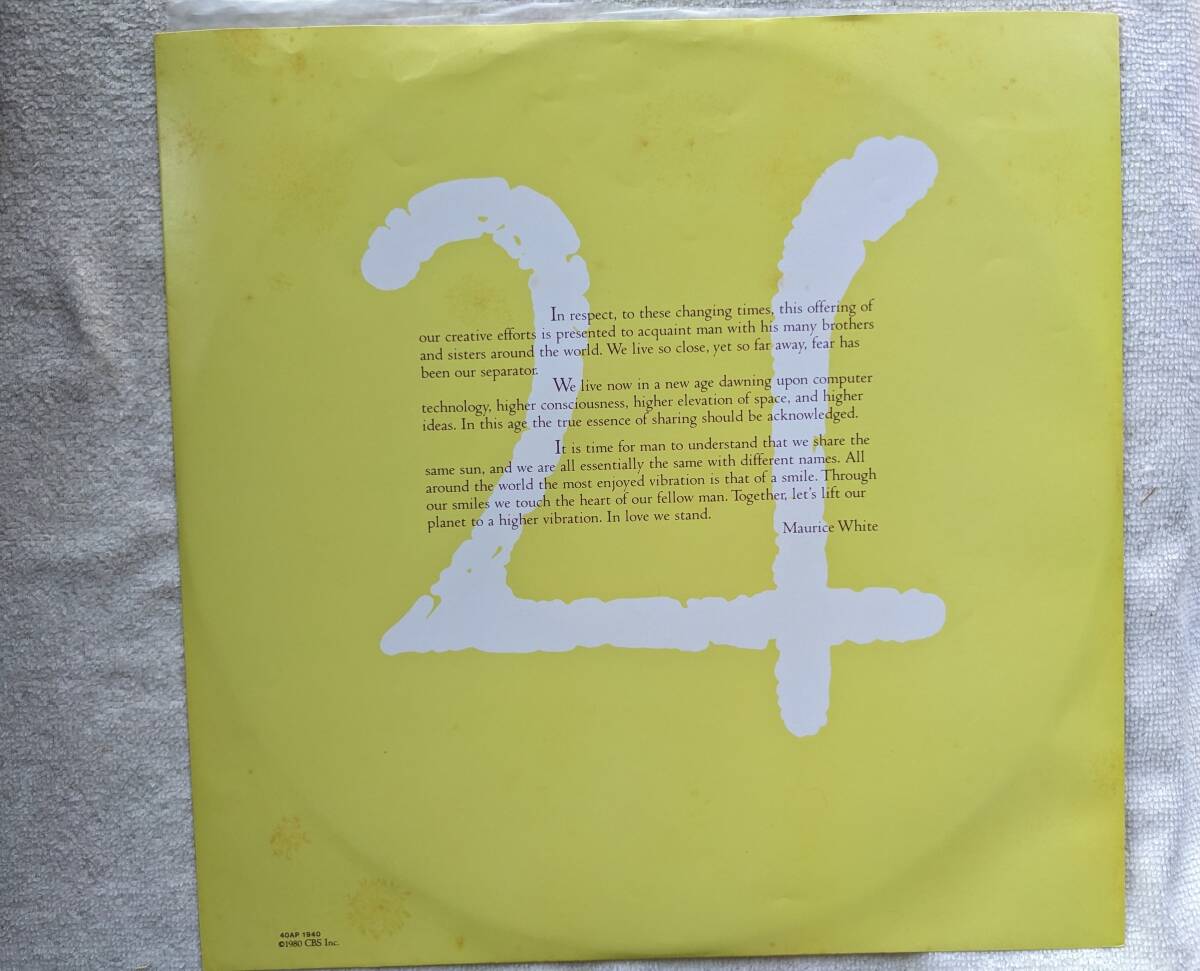 In respect, to these changing times, this offering of
our creative efforts is presented to acquaint man with his many brothers
and sisters around the world. We live so close, yet so far away, fear has
been our separator.
We live now in a new age dawning upon computer
technology, higher consciousness, higher elevation of space, and higher
ideas. In this age the true essence of sharing should be acknowledged.
It is time for man to understand that we share the
same sun, and we are all essentially the same with different names. All
around the world the most enjoyed vibration is that of a smile. Through
our smiles we touch the heart of our fellow man. Together, let's lift our
planet to a higher vibration. In love we stand.
Maurice White
40AP 1940
©1980 CBS Inc.